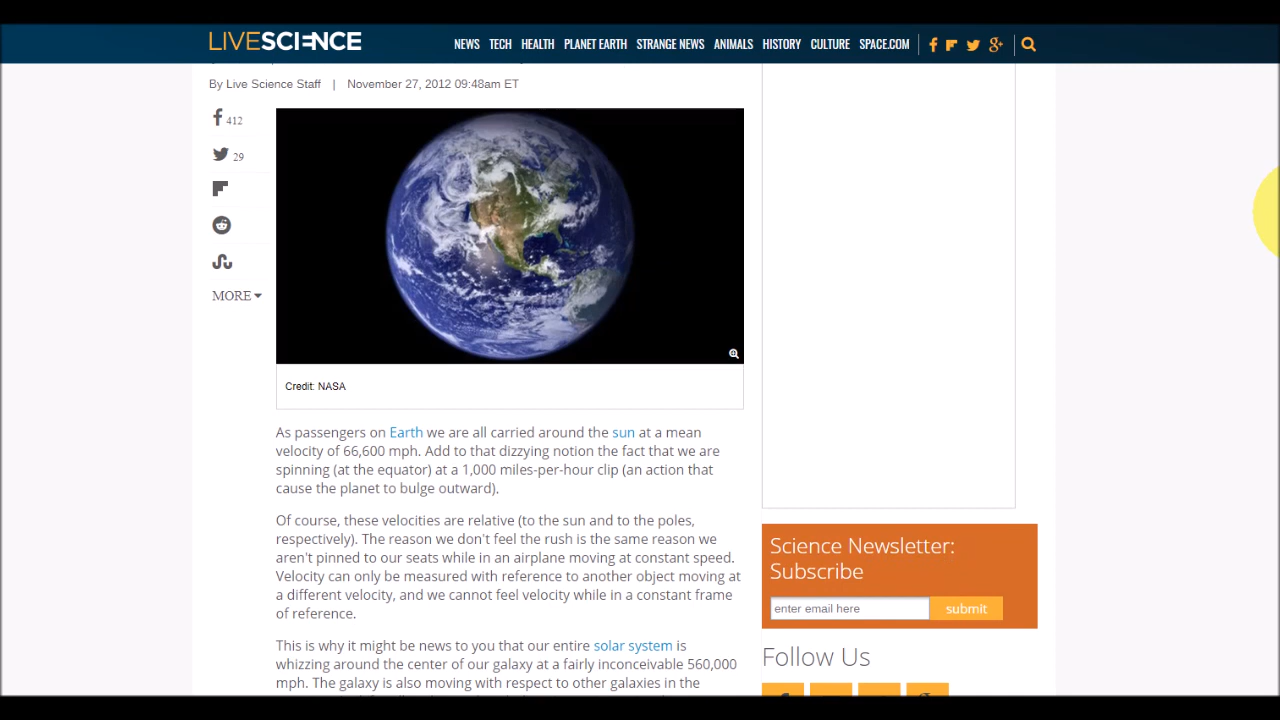 LIVESCIENCE
NEWS TECH HEALTH PLANET EARTH STRANGE NEWS ANIMALS HISTORY CULTURE SPACE.COM
By Live Science Staff | November 27, 2012 09:48am ET
412
29
MORE
Credit: NASA
As passengers on Earth we are all carried around the sun at a mean
velocity of 66,600 mph. Add to that dizzying notion the fact that we are
spinning (at the equator) at a 1,000 miles-per-hour clip (an action that
cause the planet to bulge outward).
Of course, these velocities are relative (to the sun and to the poles,
respectively). The reason we don't feel the rush is the same reason we
aren't pinned to our seats while in an airplane moving at constant speed.
Velocity can only be measured with reference to another object moving at
a different velocity, and we cannot feel velocity while in a constant frame
of reference.
This is why it might be news to you that our entire solar system is
whizzing around the center of our galaxy at a fairly inconceivable 560,000
mph. The galaxy is also moving with respect to other galaxies in the
Science Newsletter:
Subscribe
enter email here
submit
Follow Us